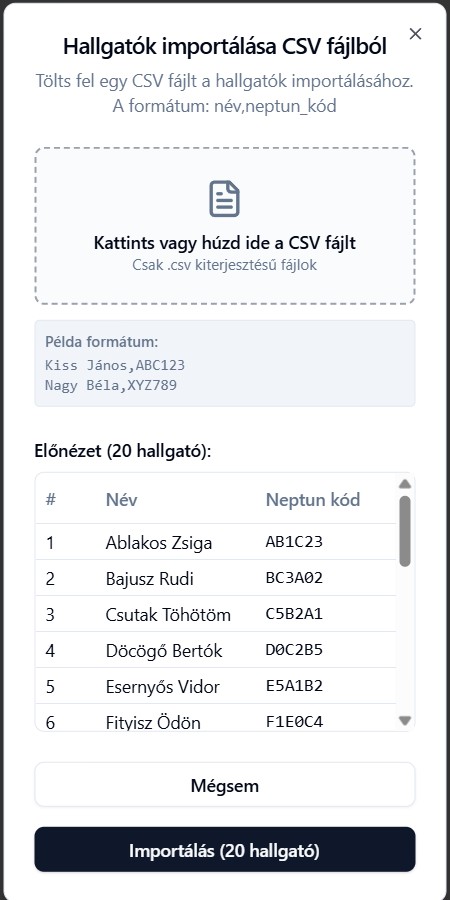 Hallgatók importálása CSV fájlból
Tölts fel egy CSV fájlt a hallgatók importálásához.
A formátum: név,neptun_kód
Kattints vagy húzd ide a CSV fájlt
Csak .csv kiterjesztésű fájlok
Példa formátum:
Kiss János,ABC123
Nagy Béla,XYZ789
Előnézet (20 hallgató):
# Név Neptun kód
1 Ablakos Zsiga AB1C23
2 Bajusz Rudi BC3A02
3 Csutak Töhötöm C5B2A1
4 Döcögő Bertók D0C2B5
5 Esernyős Vidor E5A1B2
6 Fityisz Ödön F1E0C4
Mégsem
Importálás (20 hallgató)